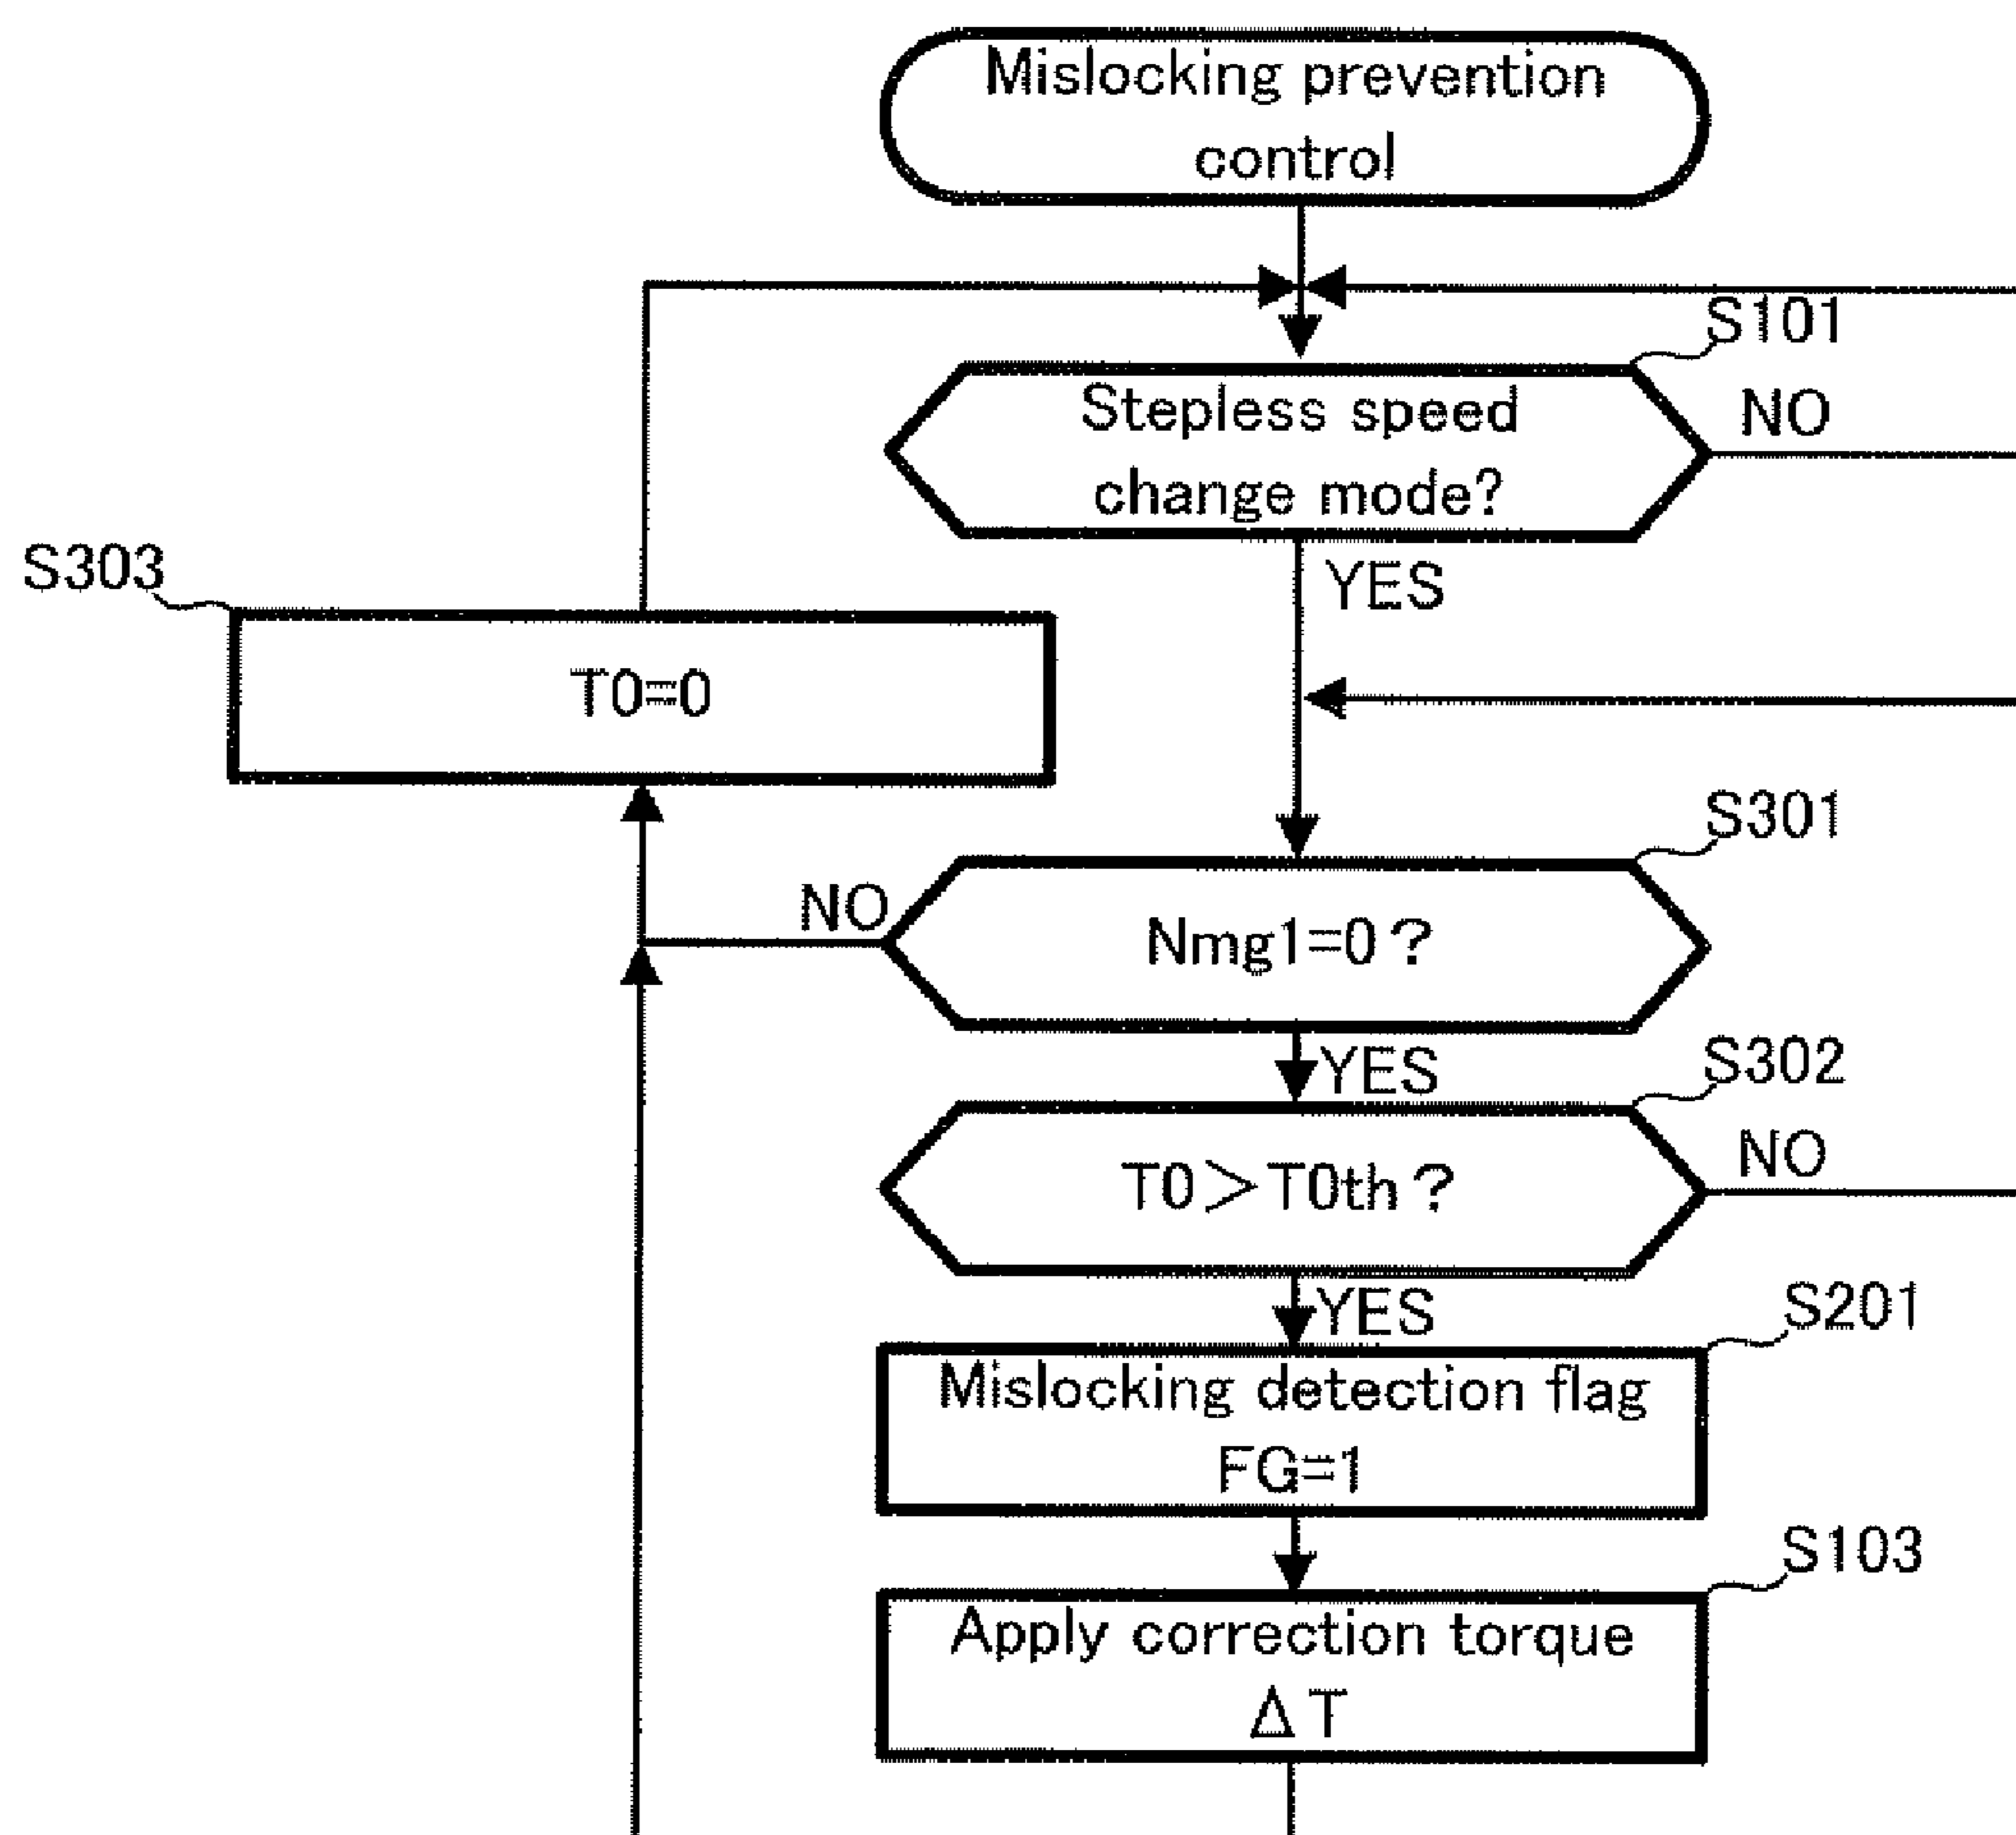 Mislocking prevention
control
S101
Stepless speed
change mode?
NO
YES
S303
T0=0
S301
NO
Nmg1=0?
YES
S302
T0>T0th?
NO
YES
S201
Mislocking detection flag
FG=1
S103
Apply correction torque
ΔT